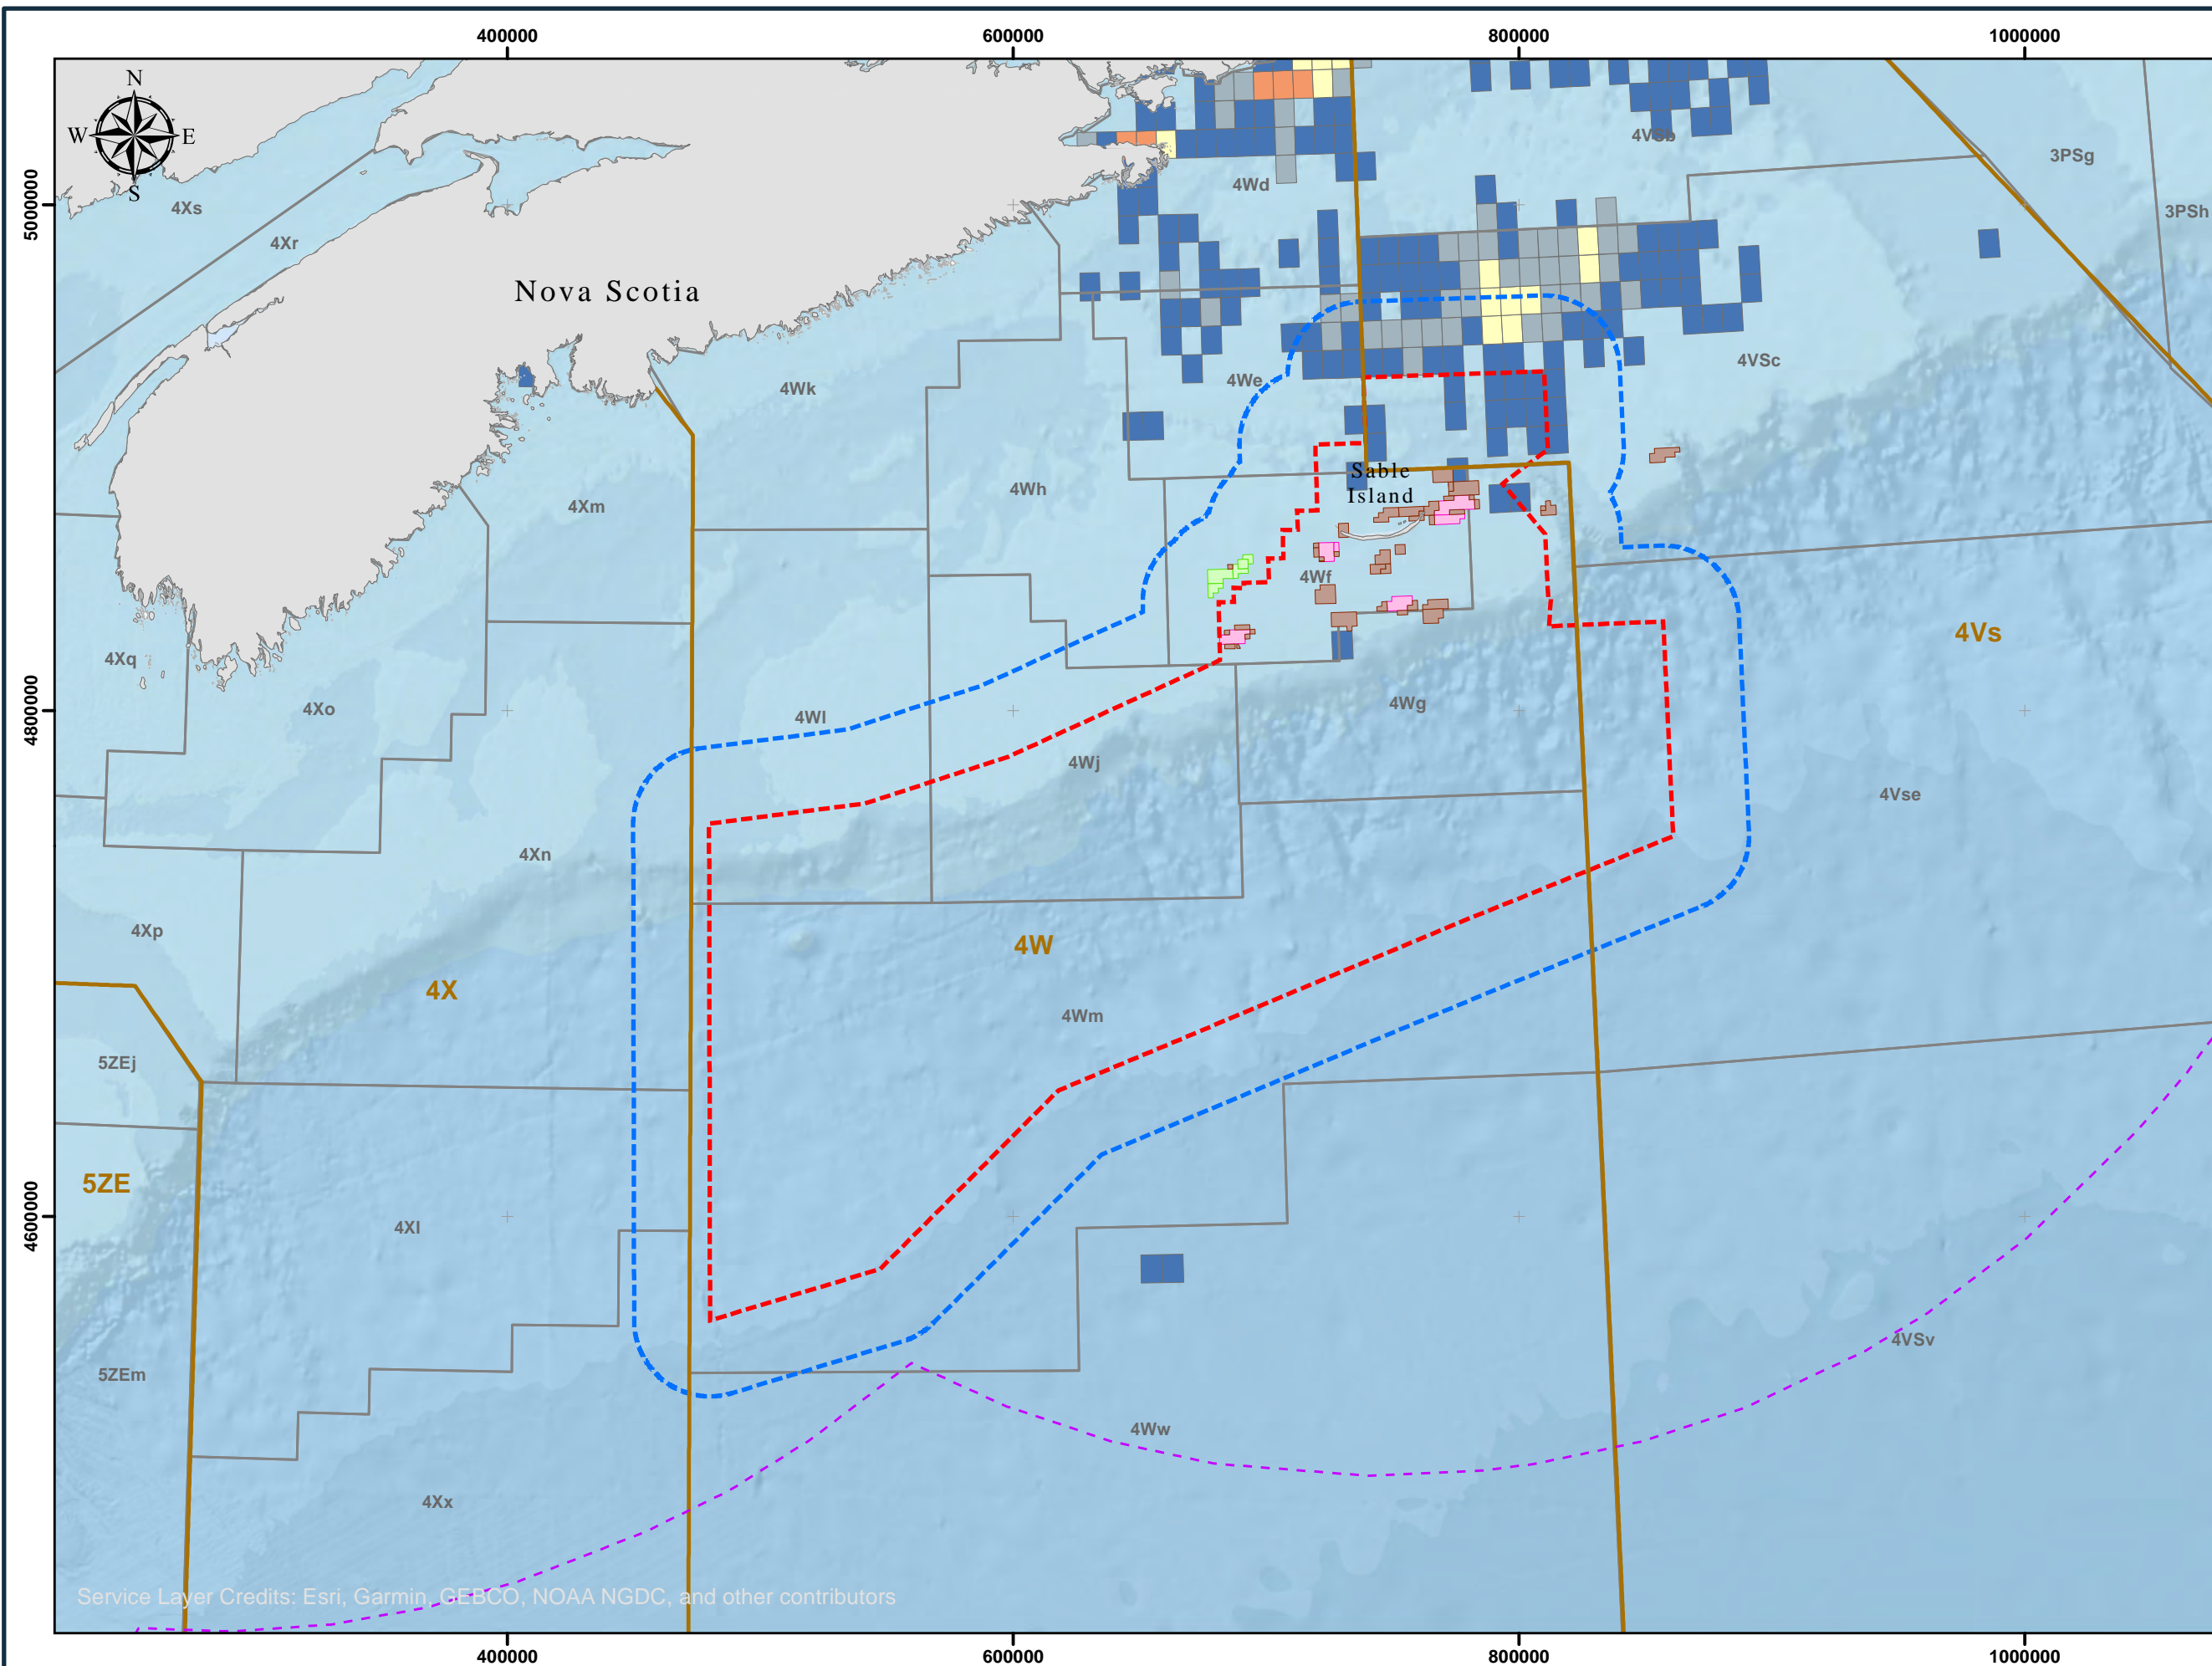 400000 600000 800000 1000000
N
W E
S
5000000
4800000
4600000
4VSb
3PSg
4Wd
4Xs
3PSh
4Xr
Nova Scotia
4VSc
4We
4Wk
Sable
Island
4Wh
4Xm
4Wf
4Vs
4Xq
4Xo
4Wl
4Wg
4Wj
4Vse
4Xn
4Xp
4W
4X
4Wm
5ZEj
5ZE
4Xl
4VSv
5ZEm
4Ww
4Xx
Service Layer Credits: Esri, Garmin, GEBCO, NOAA NGDC, and other contributors
400000 600000 800000 1000000